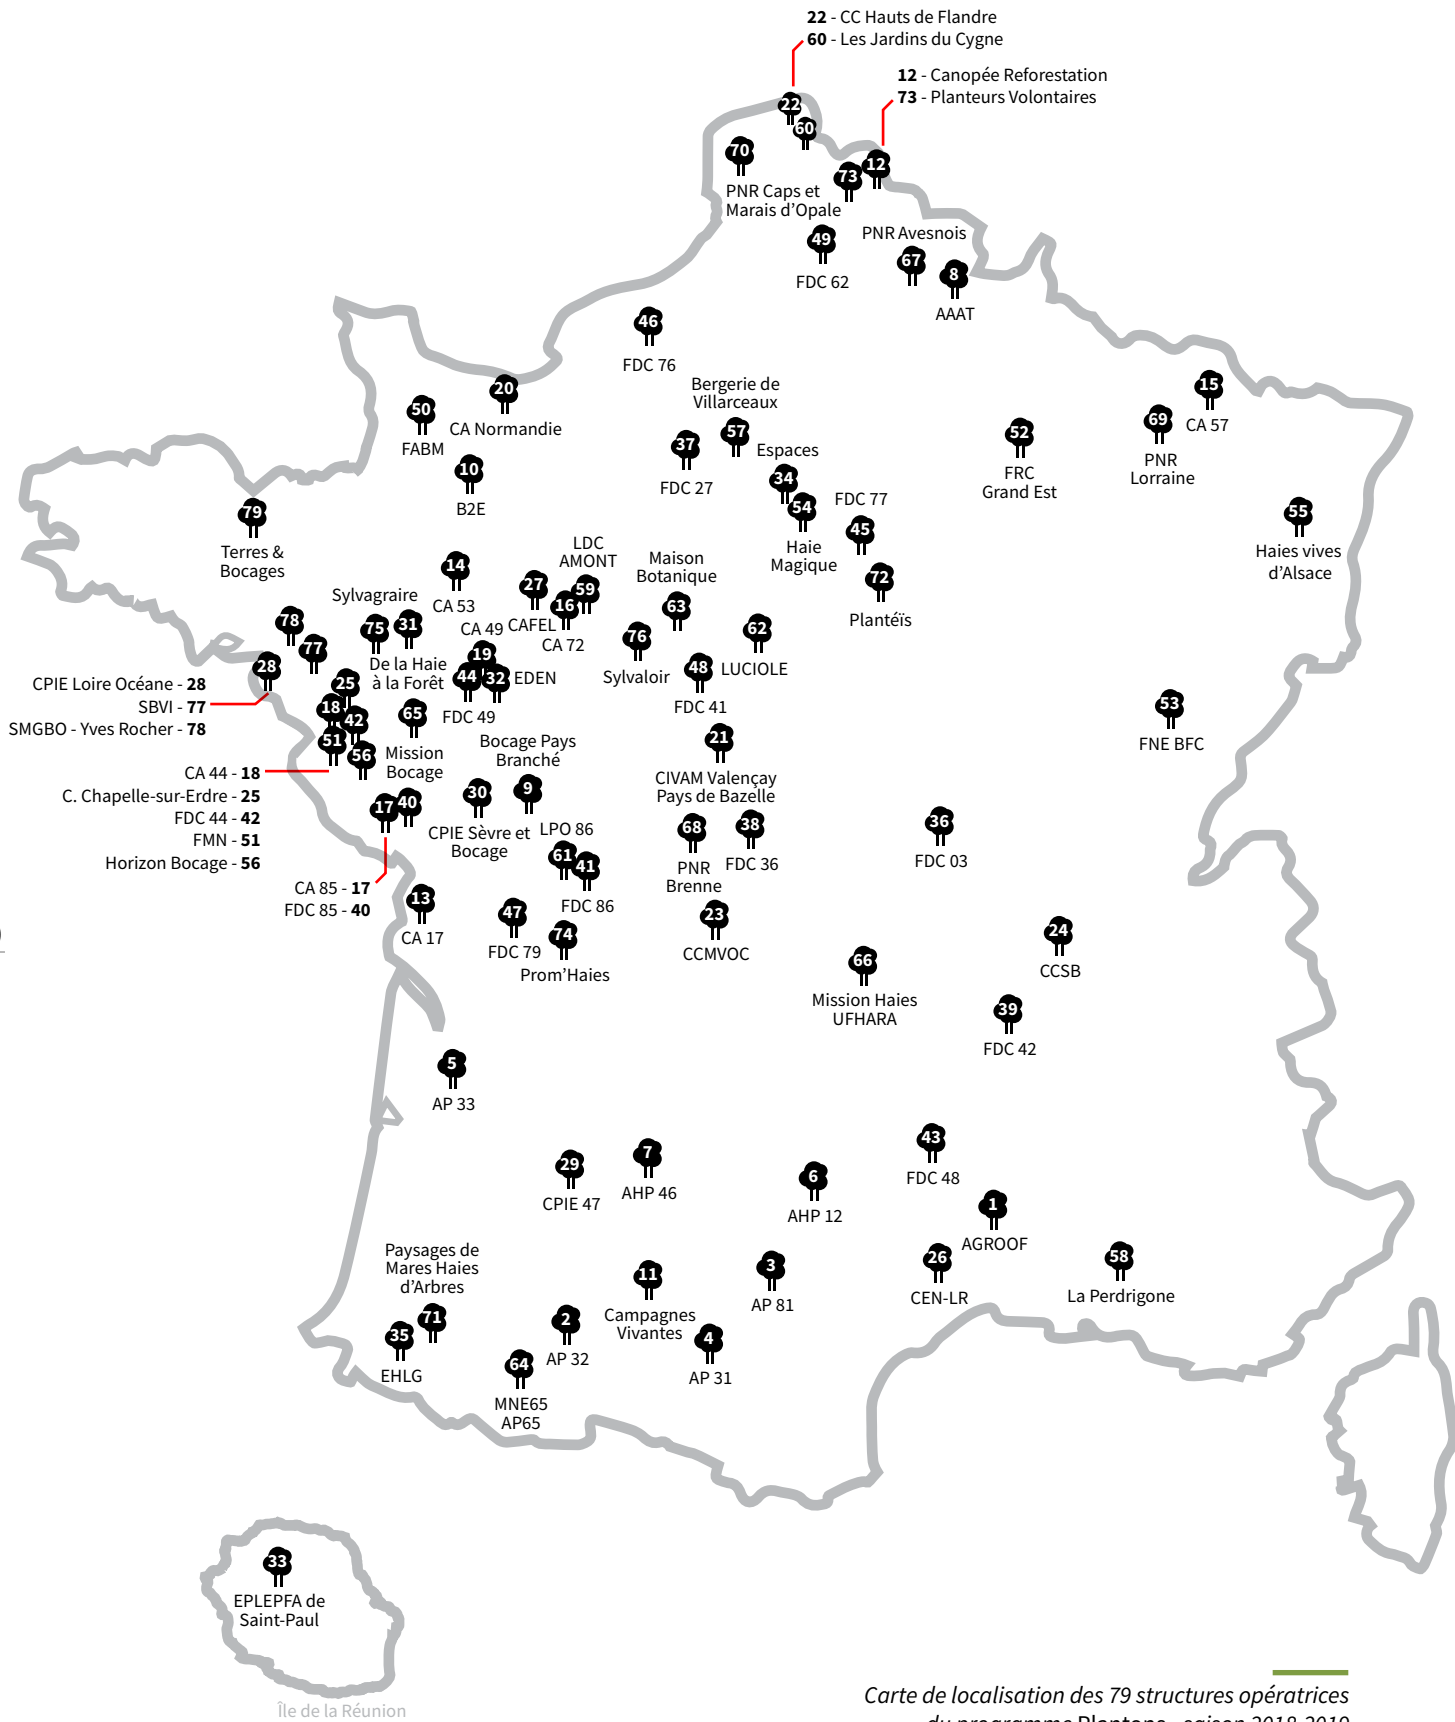 22 - CC Hauts de Flandre
60 - Les Jardins du Cygne
12 - Canopée Reforestation
73 - Planteurs Volontaires
22
60
70
PNR Caps et
Marais d’Opale
73
12
49
FDC 62
PNR Avesnois
67
8
AAAT
46
FDC 76
20
CA Normandie
50
FABM
10
B2E
Bergerie de
Villarceaux
57
37
FDC 27
Espaces
34
54
Haie
Magique
FDC 77
45
72
Plantéïs
52
FRC
Grand Est
15
CA 57
69
PNR
Lorraine
55
Haies vives
d’Alsace
79
Terres &
Bocages
14
CA 53
LDC
AMONT
27
CAFEL
59
16
CA 72
Maison
Botanique
63
76
Sylvaloir
62
LUCIOLE
48
FDC 41
Sylvagraire
75
31
De la Haie
à la Forêt
CA 49
19
44
32
EDEN
FDC 49
78
77
28
CPIE Loire Océane - 28
SBVI - 77
SMGBO - Yves Rocher - 78
25
18
42
51
56
65
Mission
Bocage
CA 44 - 18
C. Chapelle-sur-Erdre - 25
FDC 44 - 42
FMN - 51
Horizon Bocage - 56
17
40
CA 85 - 17
FDC 85 - 40
53
FNE BFC
21
CIVAM Valençay
Pays de Bazelle
Bocage Pays
Branché
9
30
CPIE Sèvre et
Bocage
LPO 86
61
41
FDC 86
68
PNR
Brenne
38
FDC 36
36
FDC 03
13
CA 17
47
FDC 79
74
Prom’Haies
23
CCMVOC
24
CCSB
66
Mission Haies
UFHARA
39
FDC 42
5
AP 33
43
FDC 48
29
CPIE 47
7
AHP 46
6
AHP 12
1
AGROOF
26
CEN-LR
58
La Perdrigone
3
AP 81
Paysages de
Mares Haies
d’Arbres
71
35
EHLG
11
Campagnes
Vivantes
2
AP 32
4
AP 31
64
MNE65
AP65
33
EPLEPFA de
Saint-Paul
Île de la Réunion
Carte de localisation des 79 structures opératrices
du programme Plantons - saison 2018-2019